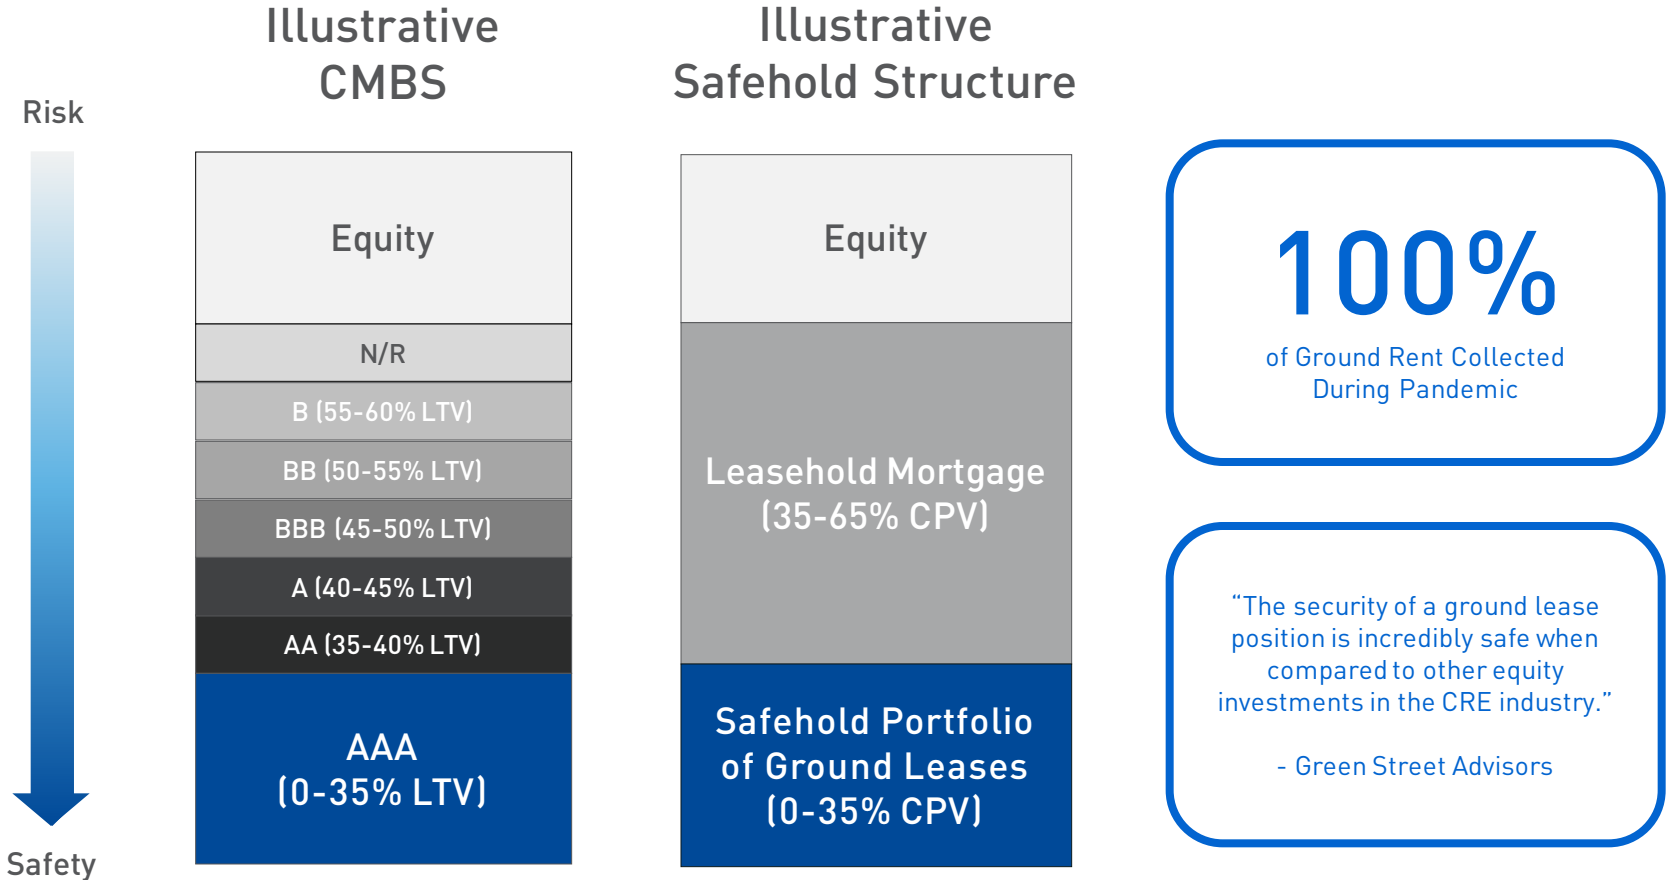 Illustrative
CMBS
Illustrative
Safehold Structure
Risk
Safety
Equity
N/R
B (55-60% LTV)
BB (50-55% LTV)
BBB (45-50% LTV)
A (40-45% LTV)
AA (35-40% LTV)
AAA
(0-35% LTV)
Equity
Leasehold Mortgage
(35-65% CPV)
Safehold Portfolio
of Ground Leases
(0-35% CPV)
100%
of Ground Rent Collected
During Pandemic
“The security of a ground lease
position is incredibly safe when
compared to other equity
investments in the CRE industry.”
- Green Street Advisors